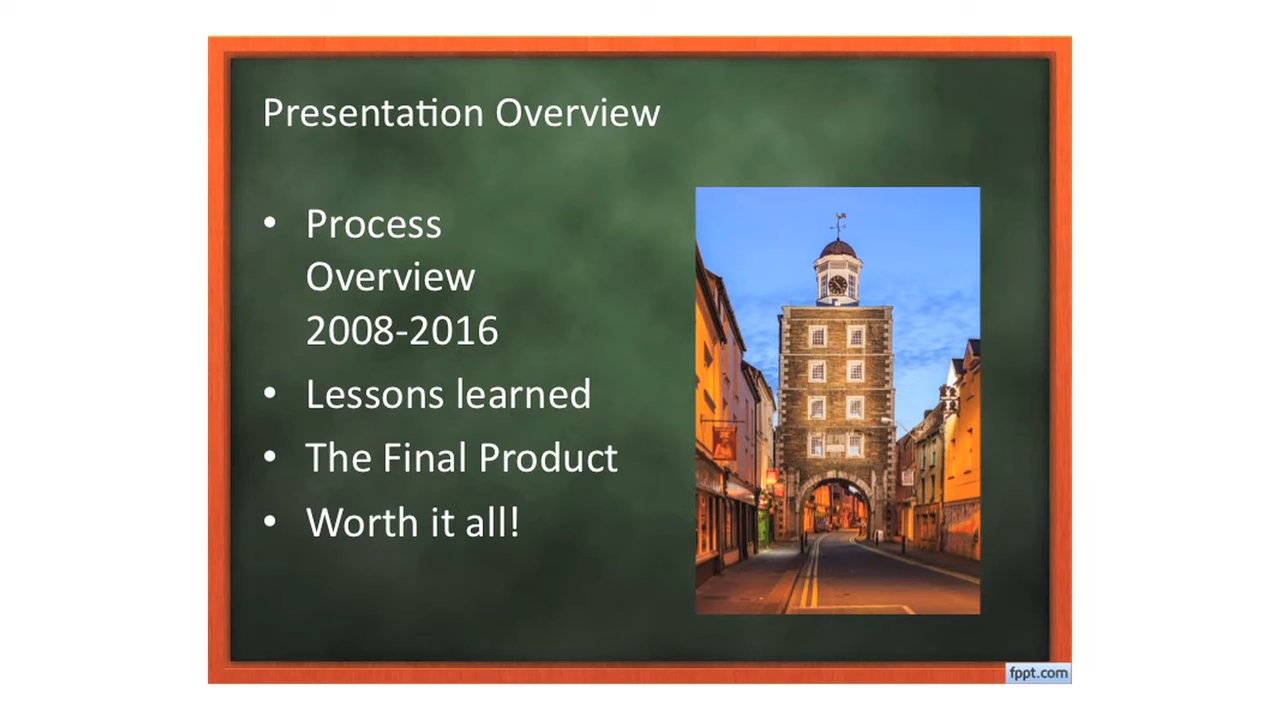 Presentation Overview
• Process
Overview
2008-2016
• Lessons learned
• The Final Product
• Worth it all!
fppt.com